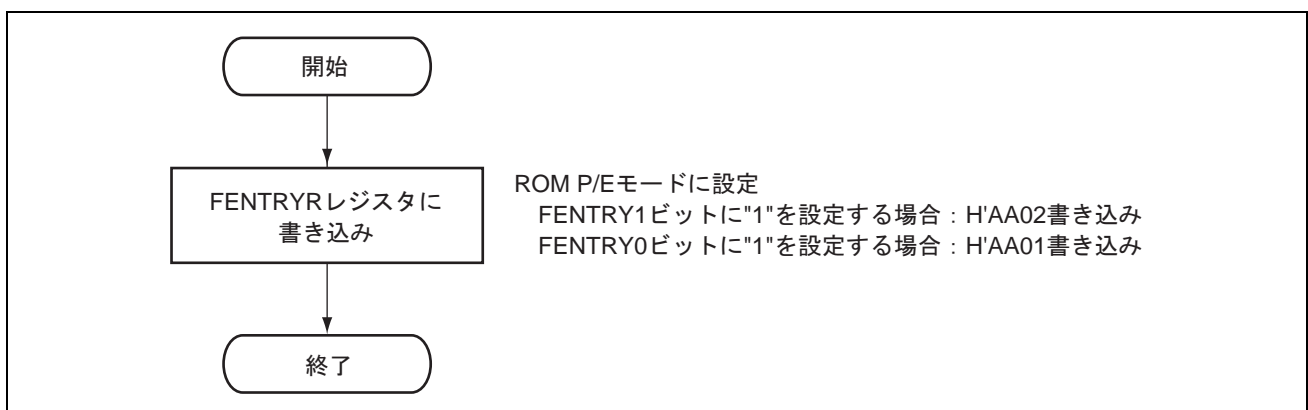 開始
FENTRYRレジスタに
書き込み
ROM P/Eモードに設定
FENTRY1ビットに"1"を設定する場合：H'AA02書き込み
FENTRY0ビットに"1"を設定する場合：H'AA01書き込み
終了